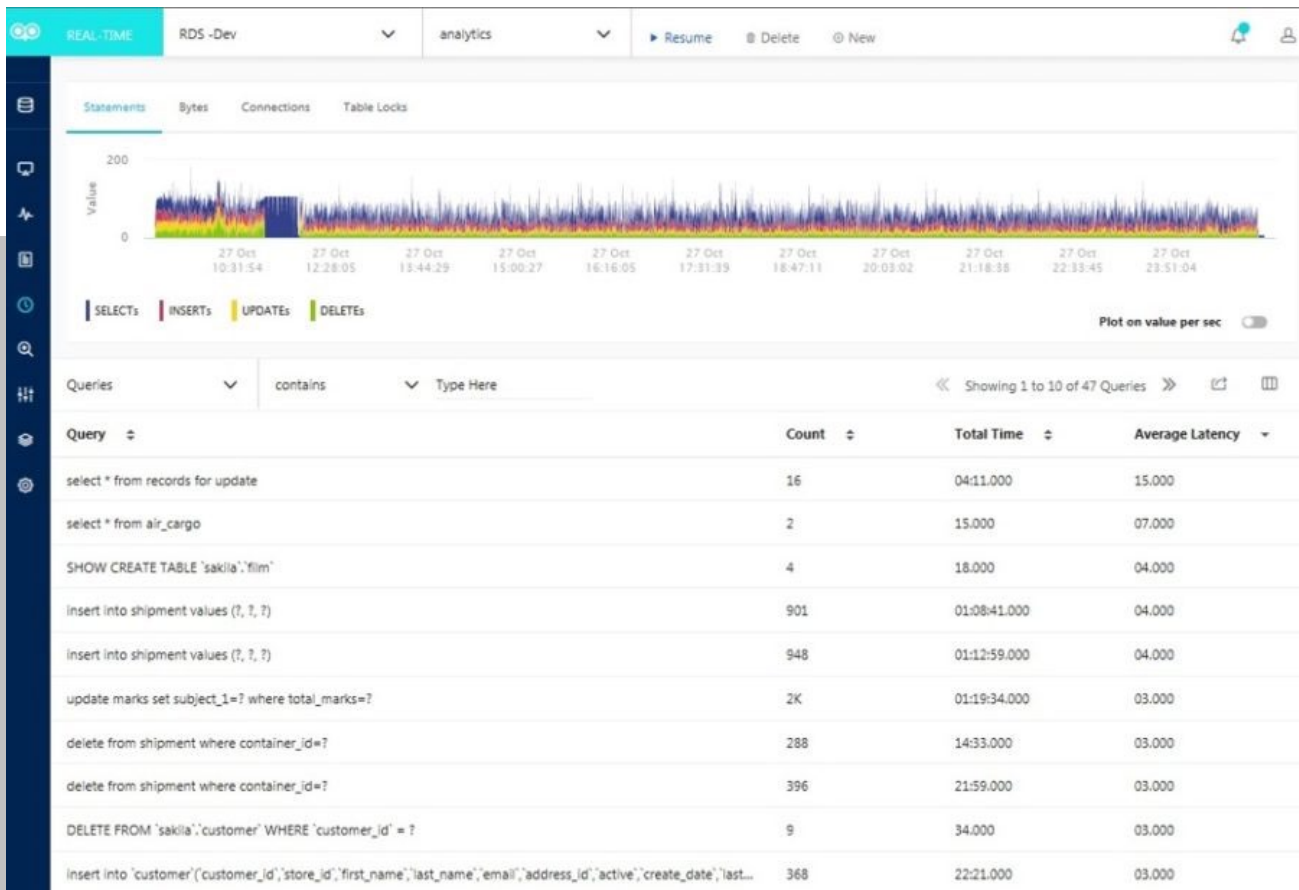 REAL-TIME RDS -Dev analytics Resume Delete New
Statements Bytes Connections Table Locks
200
Value
0
27 Oct 27 Oct 27 Oct 27 Oct 27 Oct 27 Oct 27 Oct 27 Oct 27 Oct 27 Oct 27 Oct
10:31:54 12:28:05 13:44:29 15:00:27 16:16:05 17:31:39 18:47:11 20:03:02 21:18:38 22:33:45 23:51:04
SELECTs INSERTs UPDATEs DELETEs
Plot on value per sec
Queries contains Type Here Showing 1 to 10 of 47 Queries
Query Count Total Time Average Latency
select * from records for update 16 04:11.000 15.000
select * from air_cargo 2 15.000 07.000
SHOW CREATE TABLE `sakila`.`film` 4 18.000 04.000
insert into shipment values (?, ?, ?) 901 01:08:41.000 04.000
insert into shipment values (?, ?, ?) 948 01:12:59.000 04.000
update marks set subject_1=? where total_marks=? 2K 01:19:34.000 03.000
delete from shipment where container_id=? 288 14:33.000 03.000
delete from shipment where container_id=? 396 21:59.000 03.000
DELETE FROM `sakila`.`customer` WHERE `customer_id` = ? 9 34.000 03.000
insert into `customer`(`customer_id`,`store_id`,`first_name`,`last_name`,`email`,`address_id`,`active`,`create_date`,`last... 368 22:21.000 03.000